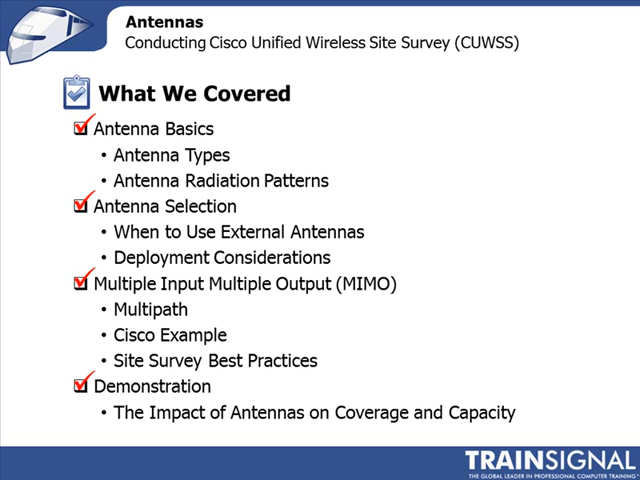 Antennas
Conducting Cisco Unified Wireless Site Survey (CUWSS)
What We Covered
Antenna Basics
• Antenna Types
• Antenna Radiation Patterns
Antenna Selection
• When to Use External Antennas
• Deployment Considerations
Multiple Input Multiple Output (MIMO)
• Multipath
• Cisco Example
• Site Survey Best Practices
Demonstration
• The Impact of Antennas on Coverage and Capacity
TRAINSIGNAL
THE GLOBAL LEADER IN PROFESSIONAL COMPUTER TRAINING